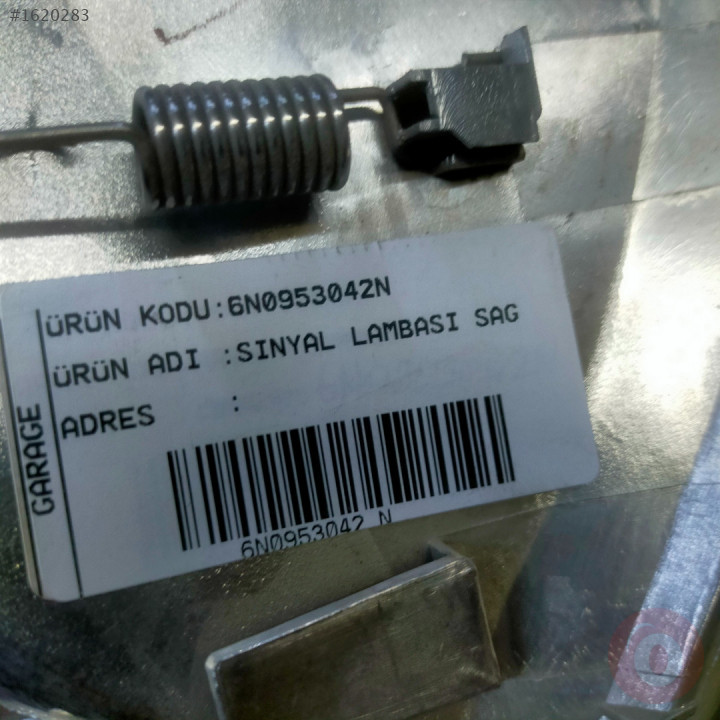 #1620283
ÜRÜN KODU:6N0953042N
ÜRÜN ADI :SINYAL LAMBASI SAG
ADRES :
GARAGE
6N0953042 N